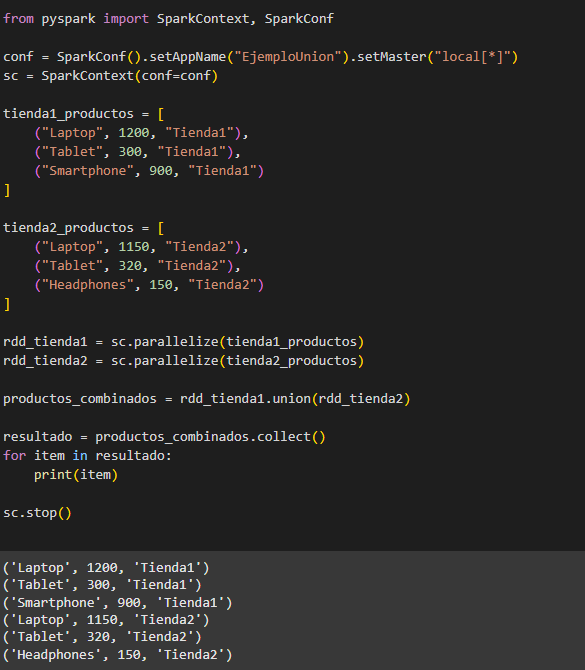 from pyspark import SparkContext, SparkConf
conf = SparkConf().setAppName("EjemploUnion").setMaster("local[*]")
sc = SparkContext(conf=conf)
tienda1_productos = [
    ("Laptop", 1200, "Tienda1"),
    ("Tablet", 300, "Tienda1"),
    ("Smartphone", 900, "Tienda1")
]
tienda2_productos = [
    ("Laptop", 1150, "Tienda2"),
    ("Tablet", 320, "Tienda2"),
    ("Headphones", 150, "Tienda2")
]
rdd_tienda1 = sc.parallelize(tienda1_productos)
rdd_tienda2 = sc.parallelize(tienda2_productos)
productos_combinados = rdd_tienda1.union(rdd_tienda2)
resultado = productos_combinados.collect()
for item in resultado:
    print(item)
sc.stop()
('Laptop', 1200, 'Tienda1')
('Tablet', 300, 'Tienda1')
('Smartphone', 900, 'Tienda1')
('Laptop', 1150, 'Tienda2')
('Tablet', 320, 'Tienda2')
('Headphones', 150, 'Tienda2')